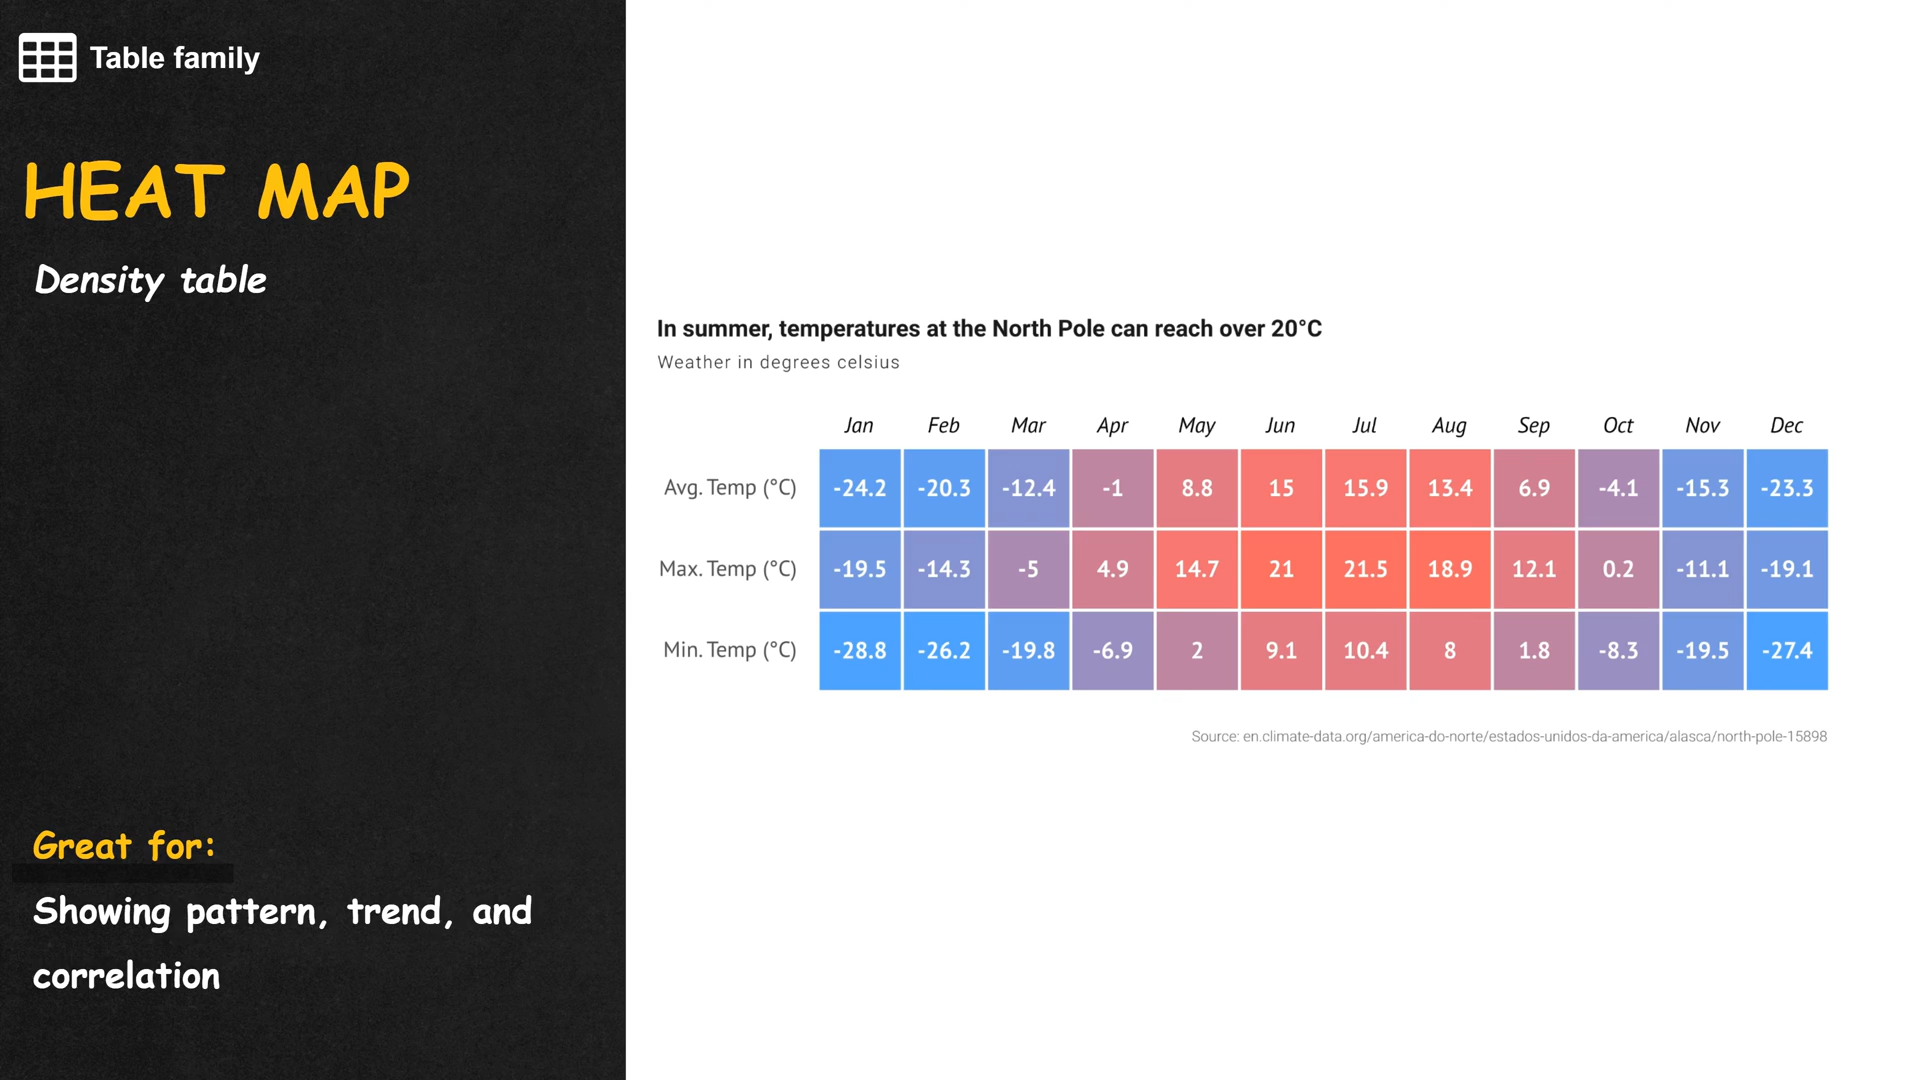 Table family
HEAT MAP
Density table
Great for:
Showing pattern, trend, and
correlation
In summer, temperatures at the North Pole can reach over 20°C
Weather in degrees celsius
Jan Feb Mar Apr May Jun Jul Aug Sep Oct Nov Dec
Avg. Temp (°C) -24.2 -20.3 -12.4 -1 8.8 15 15.9 13.4 6.9 -4.1 -15.3 -23.3
Max. Temp (°C) -19.5 -14.3 -5 4.9 14.7 21 21.5 18.9 12.1 0.2 -11.1 -19.1
Min. Temp (°C) -28.8 -26.2 -19.8 -6.9 2 9.1 10.4 8 1.8 -8.3 -19.5 -27.4
Source: en.climate-data.org/america-do-norte/estados-unidos-da-america/alasca/north-pole-15898